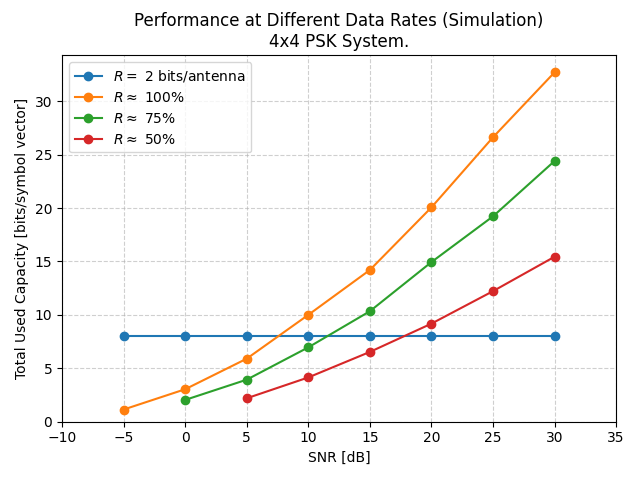 Performance at Different Data Rates (Simulation)
4x4 PSK System.
R = 2 bits/antenna
R ≈ 100%
R ≈ 75%
R ≈ 50%
Total Used Capacity [bits/symbol vector]
30
25
20
15
10
5
0
−10
−5
0
5
10
15
20
25
30
35
SNR [dB]